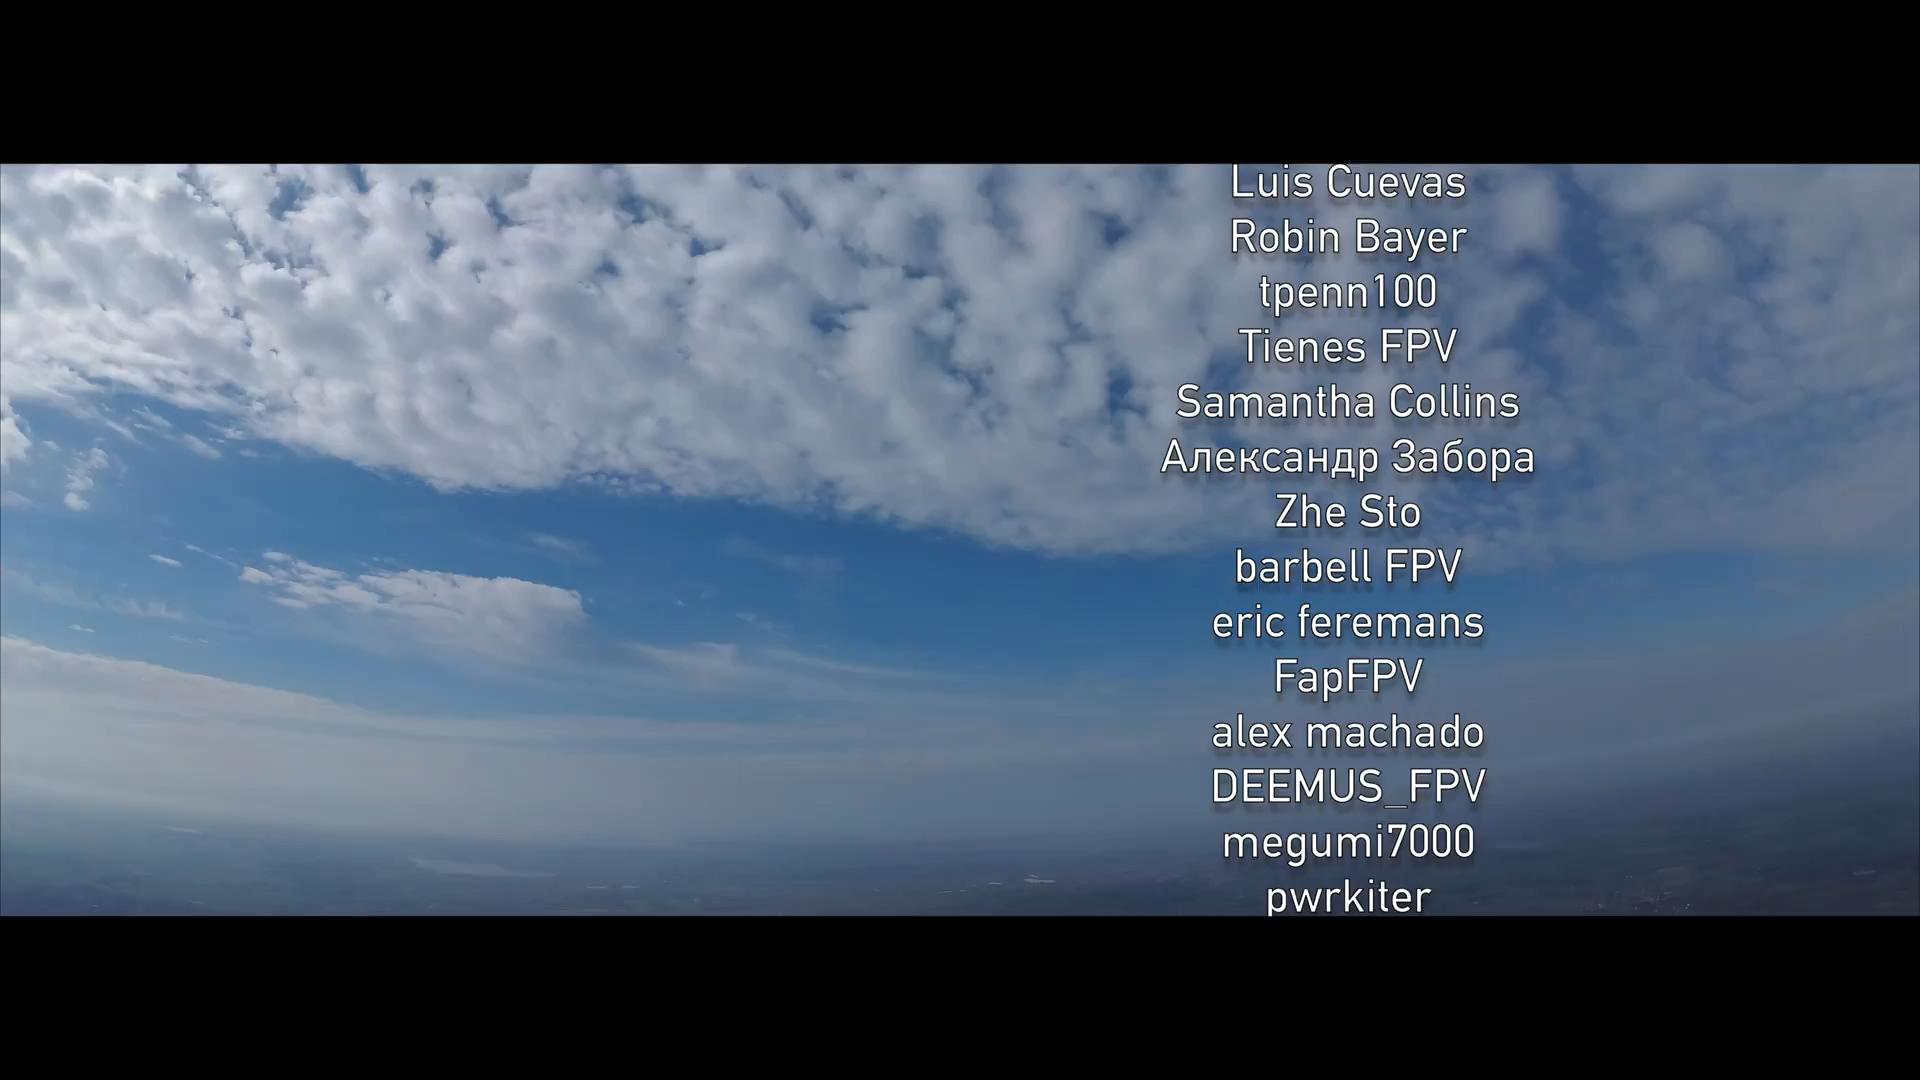 Luis Cuevas
Robin Bayer
tpenn100
Tienes FPV
Samantha Collins
Александр Забора
Zhe Sto
barbell FPV
eric feremans
FapFPV
alex machado
DEEMUS_FPV
megumi7000
pwrkiter